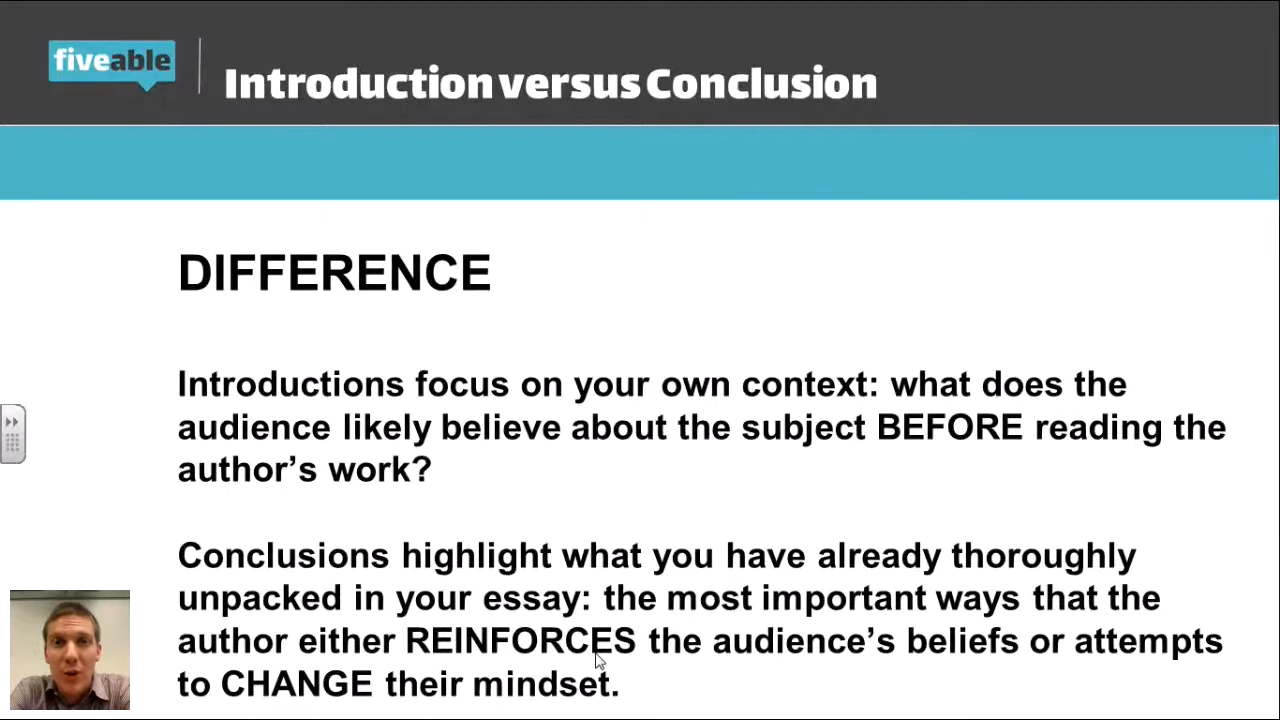 fiveable
Introduction versus Conclusion
DIFFERENCE
Introductions focus on your own context: what does the
audience likely believe about the subject BEFORE reading the
author's work?
Conclusions highlight what you have already thoroughly
unpacked in your essay: the most important ways that the
author either REINFORCES the audience's beliefs or attempts
to CHANGE their mindset.